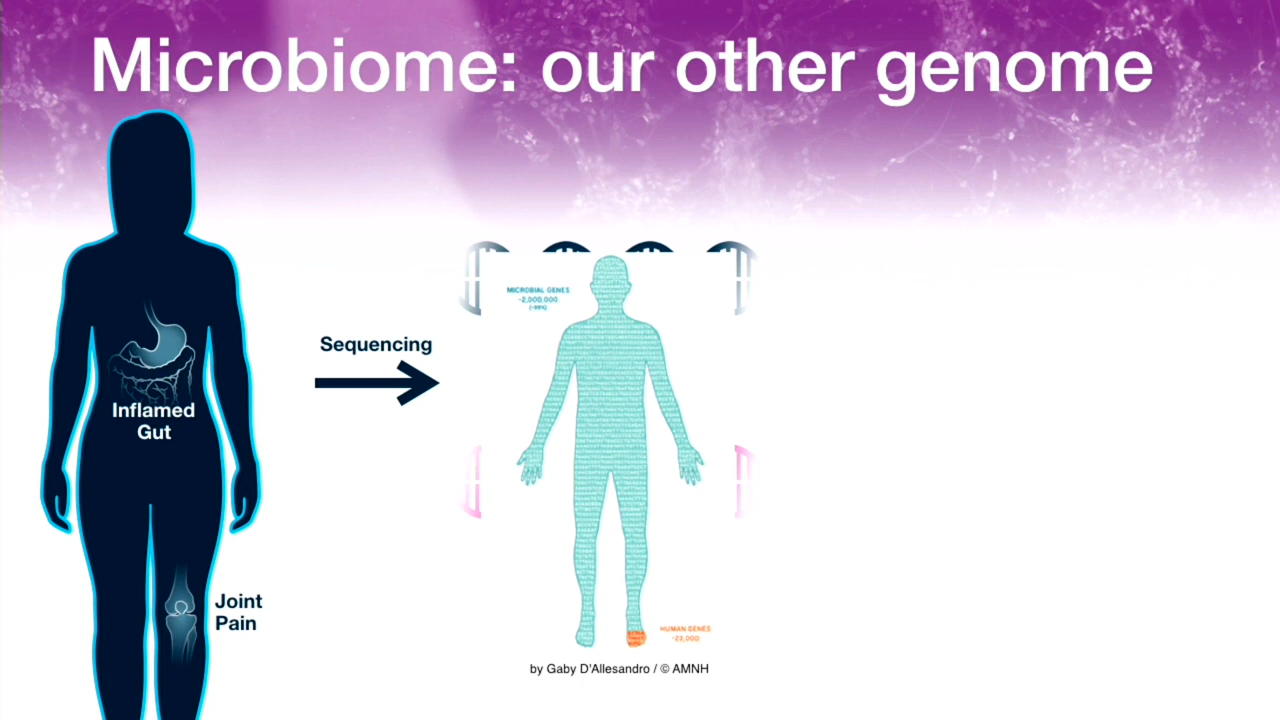 Microbiome: our other genome
Inflamed
Gut
Joint
Pain
Sequencing
MICROBIAL GENES
~2,000,000
(~99%)
HUMAN GENES
~23,000
by Gaby D'Allesandro / © AMNH